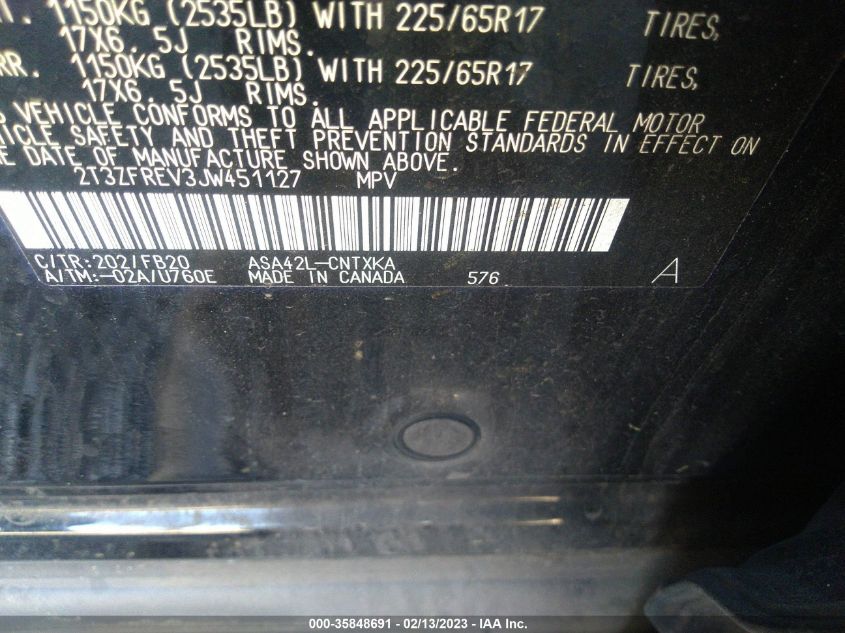 T. 1150KG (2535LB) WITH 225/65R17 TIRES,
17X6. 5J RIMS.
RR. 1150KG (2535LB) WITH 225/65R17 TIRES,
17X6. 5J RIMS.
S VEHICLE CONFORMS TO ALL APPLICABLE FEDERAL MOTOR
HICLE SAFETY AND THEFT PREVENTION STANDARDS IN EFFECT ON
E DATE OF MANUFACTURE SHOWN ABOVE.
2T3ZFREV3JW451127 MPV
C/TR:202/FB20 ASA42L-CNTXKA
A/TM:-02A/U760E MADE IN CANADA 576 A
000-35848691 - 02/13/2023 - IAA Inc.